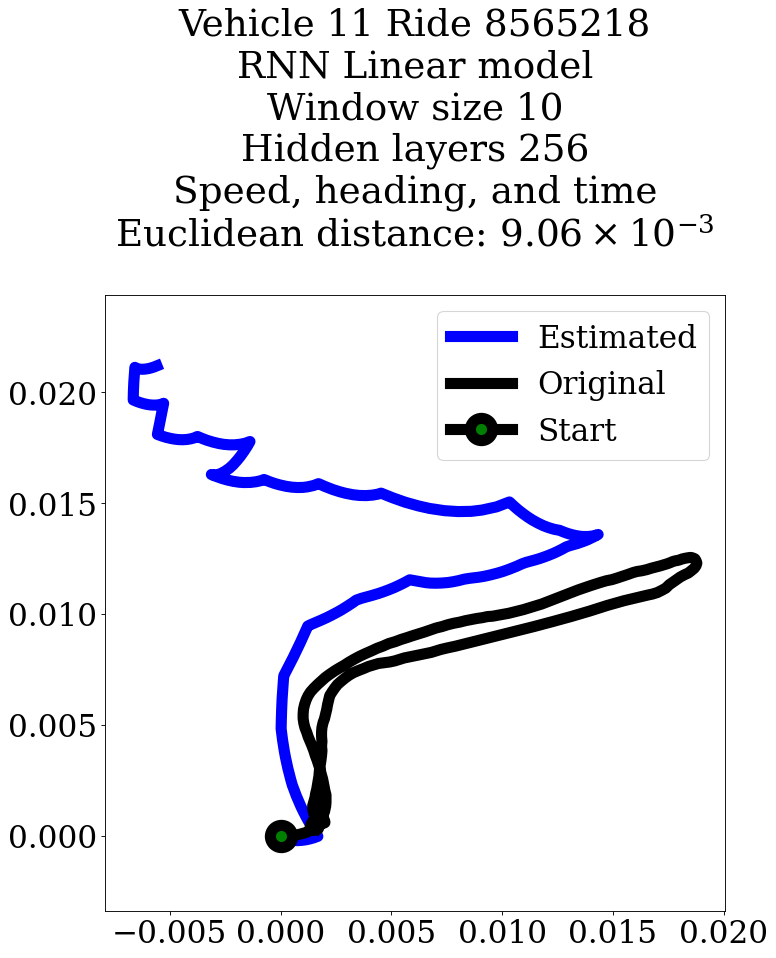 Vehicle 11 Ride 8565218
RNN Linear model
Window size 10
Hidden layers 256
Speed, heading, and time
Euclidean distance: 9.06 × 10⁻³
Estimated
Original
Start
0.020
0.015
0.010
0.005
0.000
−0.005 0.000 0.005 0.010 0.015 0.020